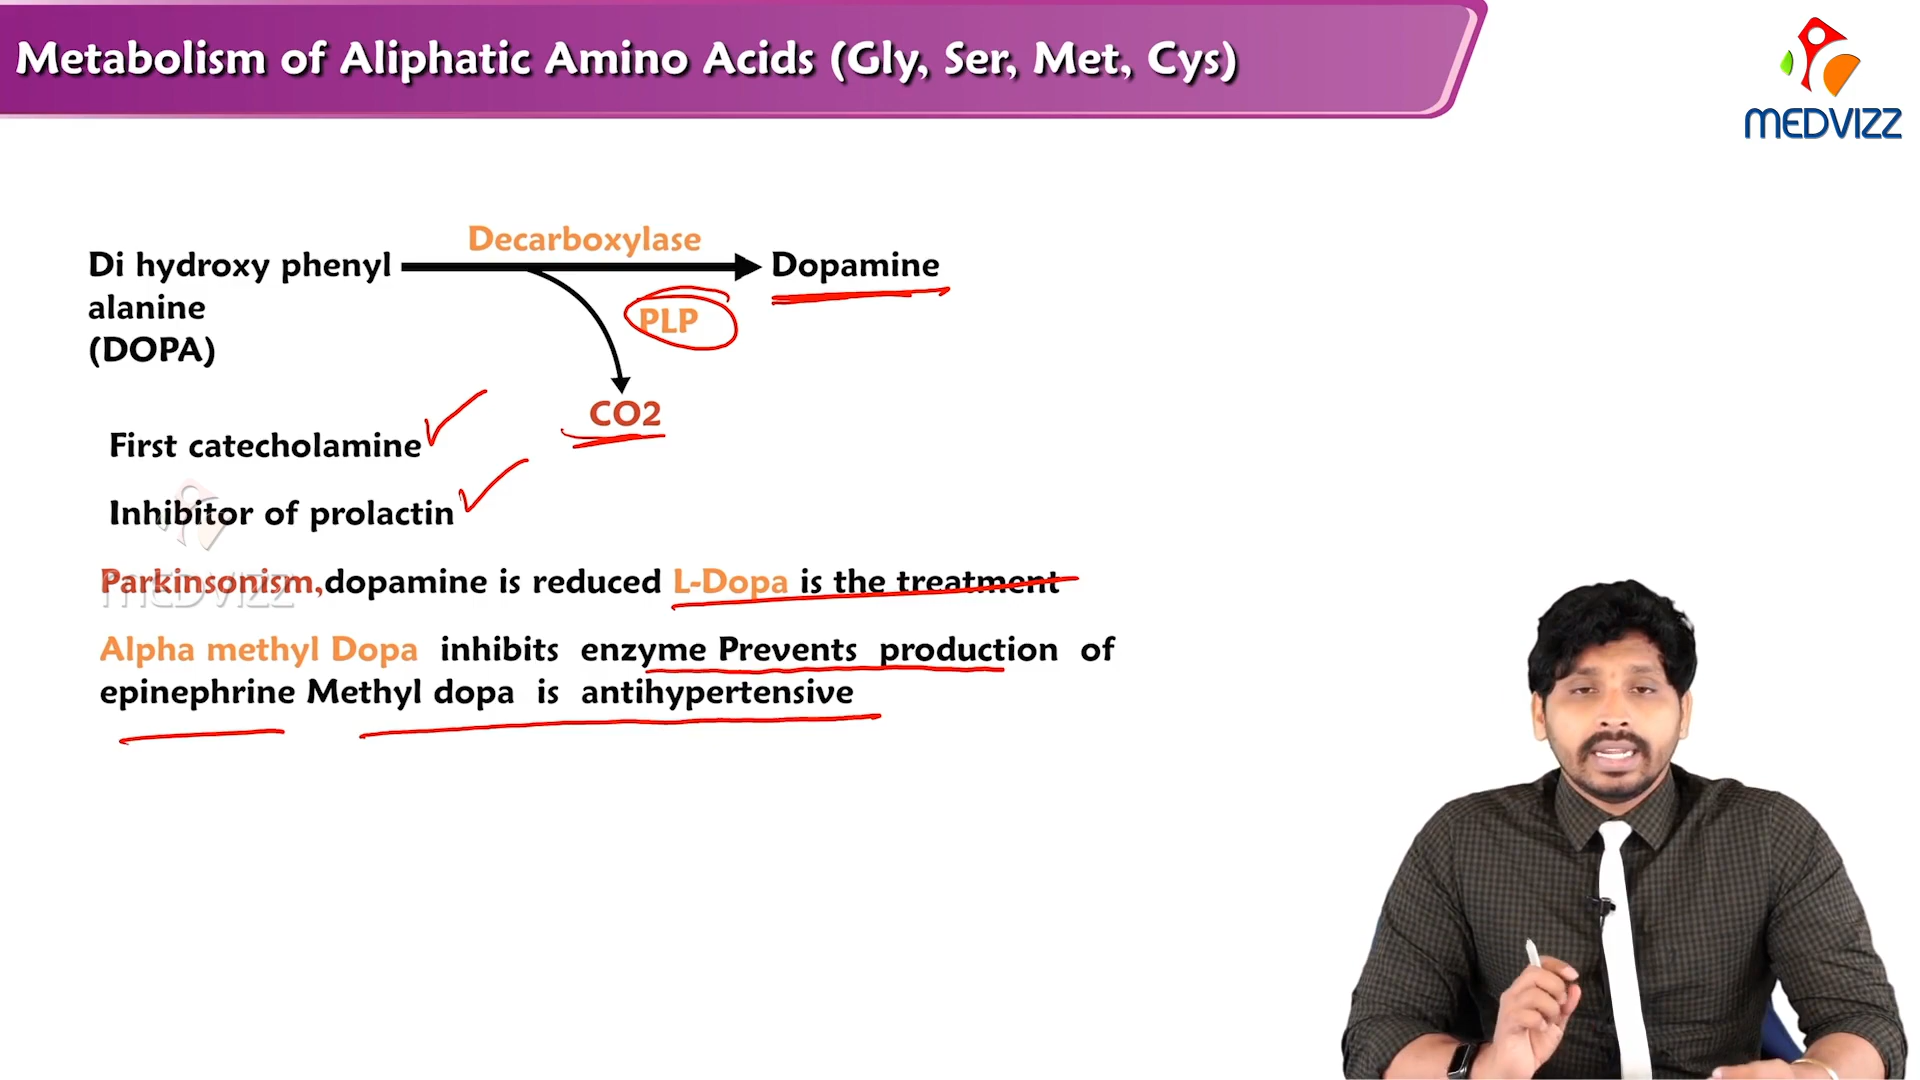 Metabolism of Aliphatic Amino Acids (Gly, Ser, Met, Cys)
MEDVIZZ
Decarboxylase
Di hydroxy phenyl
alanine
(DOPA)
Dopamine
PLP
CO2
First catecholamine
Inhibitor of prolactin
Parkinsonism,dopamine is reduced L-Dopa is the treatment
MEDVIZZ
Alpha methyl Dopa inhibits enzyme Prevents production of
epinephrine Methyl dopa is antihypertensive